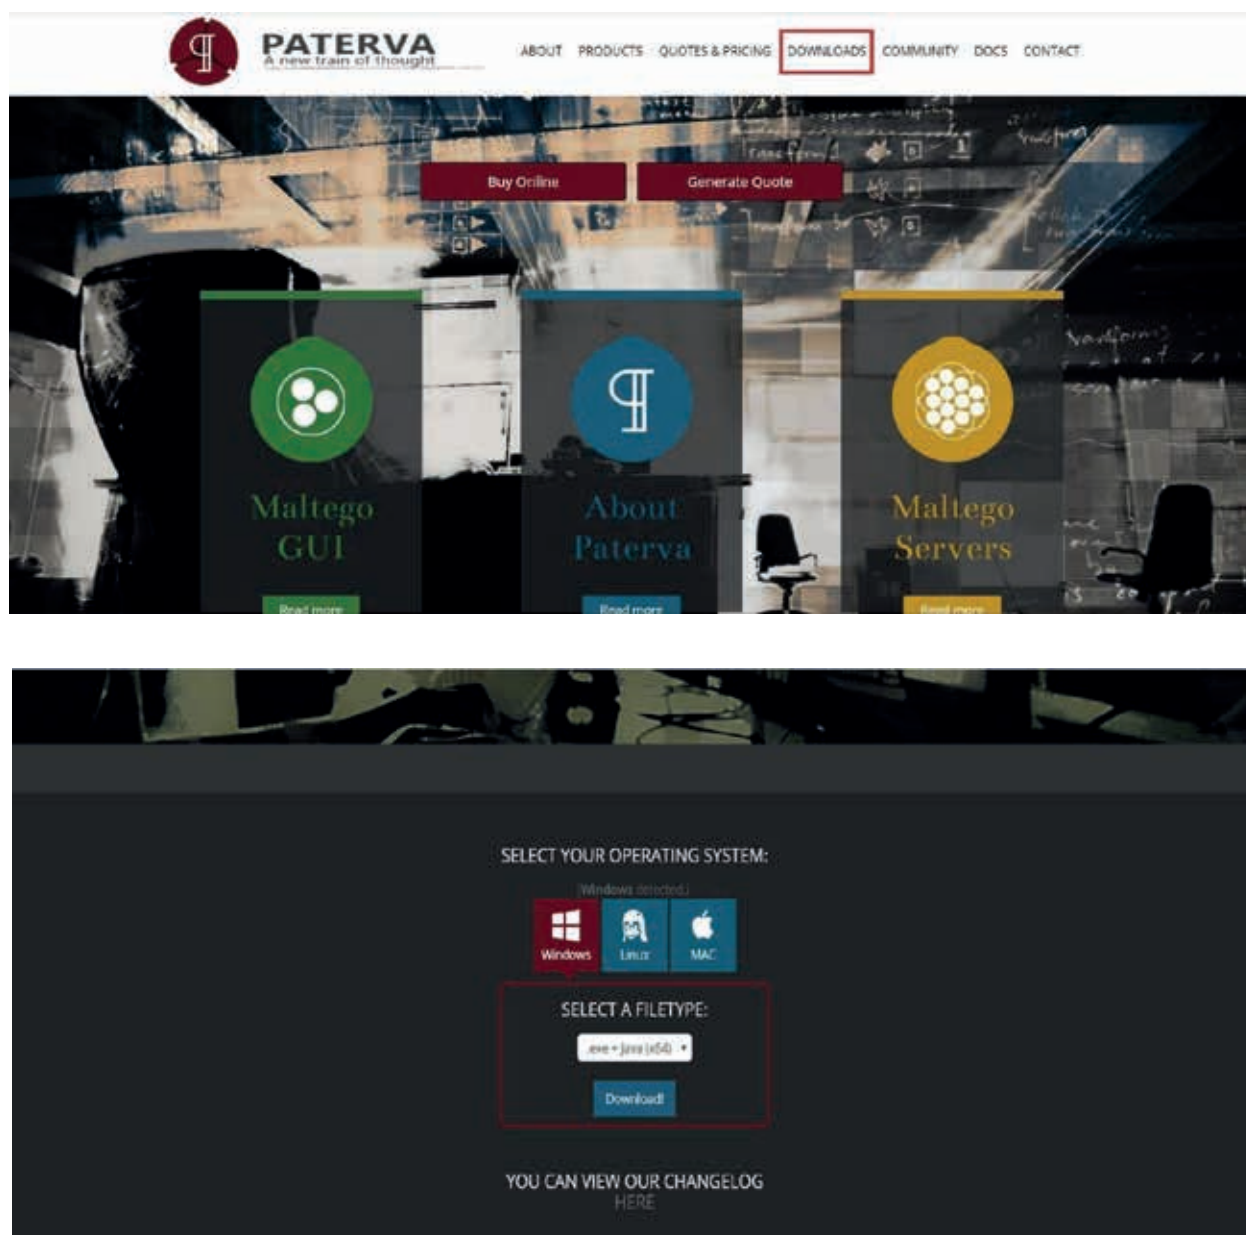 PATERVA
A new train of thought
ABOUT PRODUCTS QUOTES & PRICING DOWNLOADS COMMUNITY DOCS CONTACT
Buy Online
Generate Quote
Maltego
GUI
Read more
About
Paterva
Read more
Maltego
Servers
Read more
SELECT YOUR OPERATING SYSTEM:
(Windows detected.)
Windows Linux MAC
SELECT A FILETYPE:
.exe + Java (x64)
Download!
YOU CAN VIEW OUR CHANGELOG
HERE